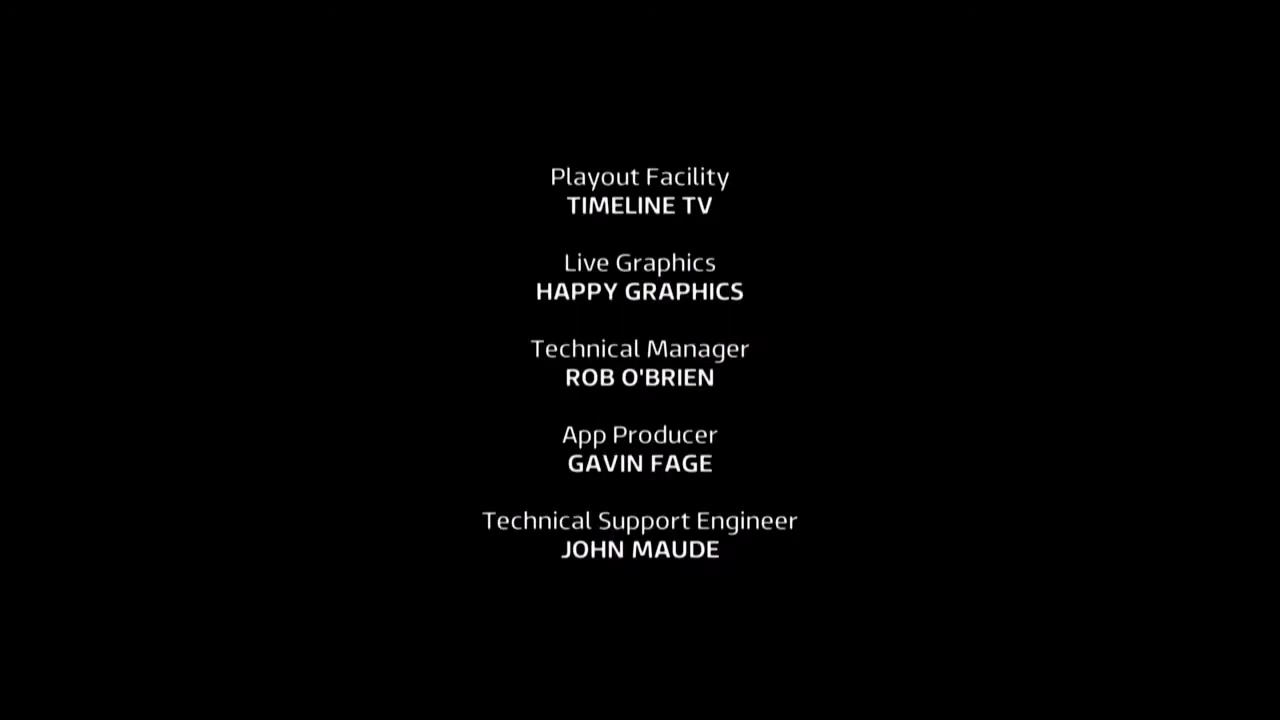 Playout Facility
TIMELINE TV
Live Graphics
HAPPY GRAPHICS
Technical Manager
ROB O'BRIEN
App Producer
GAVIN FAGE
Technical Support Engineer
JOHN MAUDE